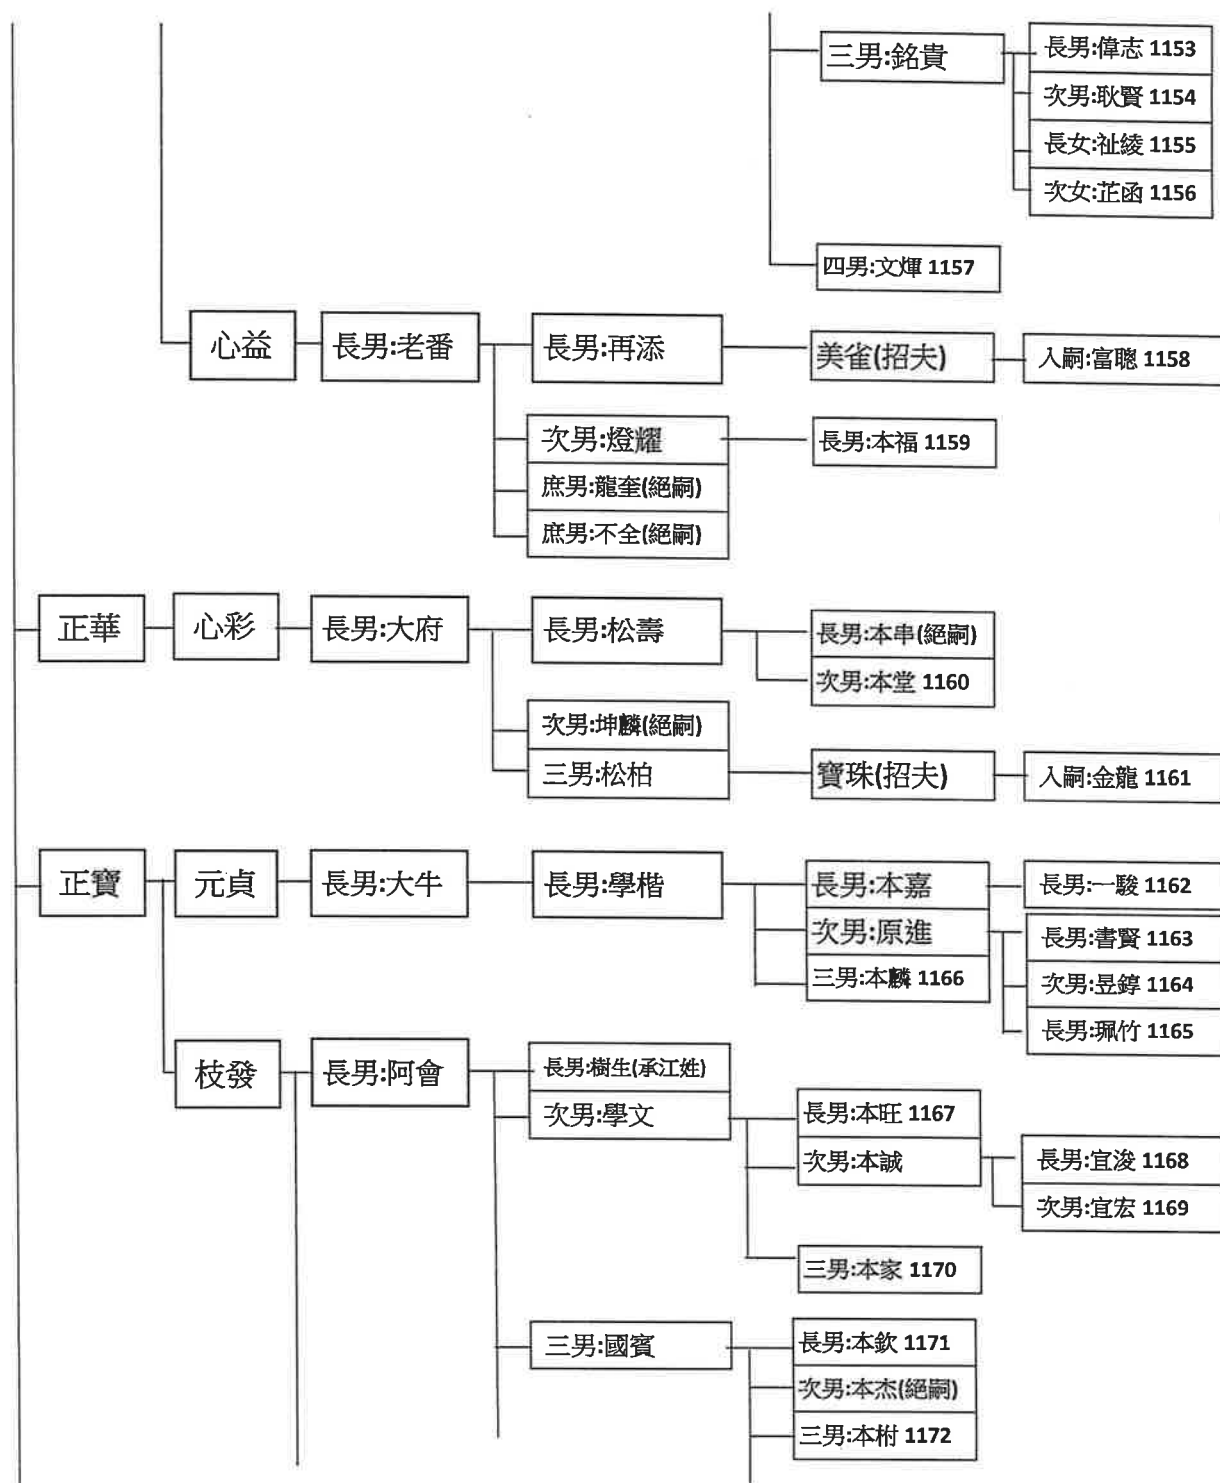 三男:銘貴
長男:偉志 1153
次男:耿賢 1154
長女:祉綾 1155
次女:芷函 1156
四男:文煇 1157
心益
長男:老番
長男:再添
美雀(招夫)
入嗣:富聰 1158
次男:燈耀
長男:本福 1159
庶男:龍奎(絕嗣)
庶男:不全(絕嗣)
正華
心彩
長男:大府
長男:松壽
長男:本串(絕嗣)
次男:本堂 1160
次男:坤麟(絕嗣)
三男:松柏
寶珠(招夫)
入嗣:金龍 1161
正寶
元貞
長男:大牛
長男:學楷
長男:本嘉
長男:一駿 1162
次男:原進
長男:書賢 1163
三男:本麟 1166
次男:昱錞 1164
長男:珮竹 1165
枝發
長男:阿會
長男:樹生(承江姓)
次男:學文
長男:本旺 1167
次男:本誠
長男:宜浚 1168
次男:宜宏 1169
三男:本家 1170
三男:國賓
長男:本欽 1171
次男:本杰(絕嗣)
三男:本柎 1172